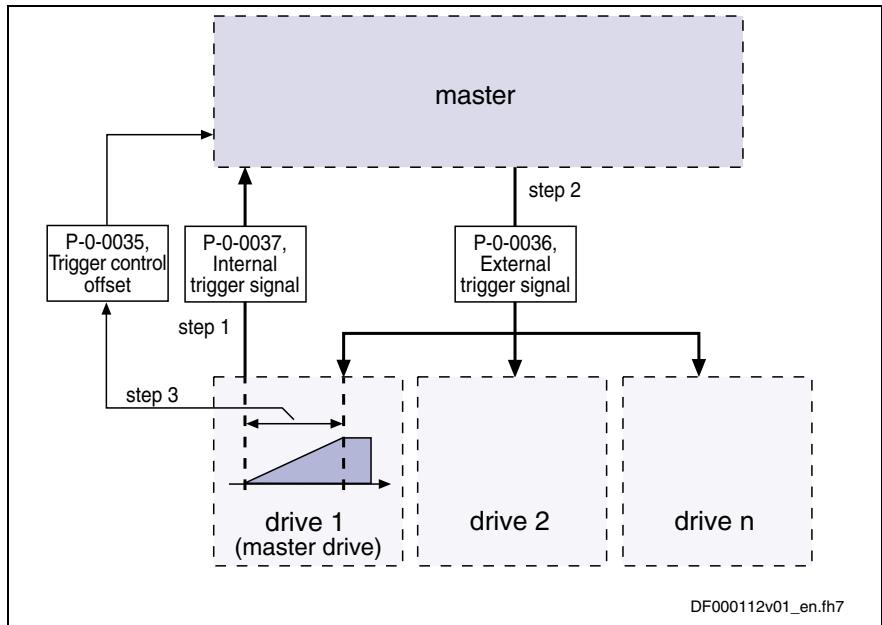 master
step 2
P-0-0035,
Trigger control
offset
P-0-0037,
Internal
trigger signal
P-0-0036,
External
trigger signal
step 1
step 3
drive 1
(master drive)
drive 2
drive n
DF000112v01_en.fh7